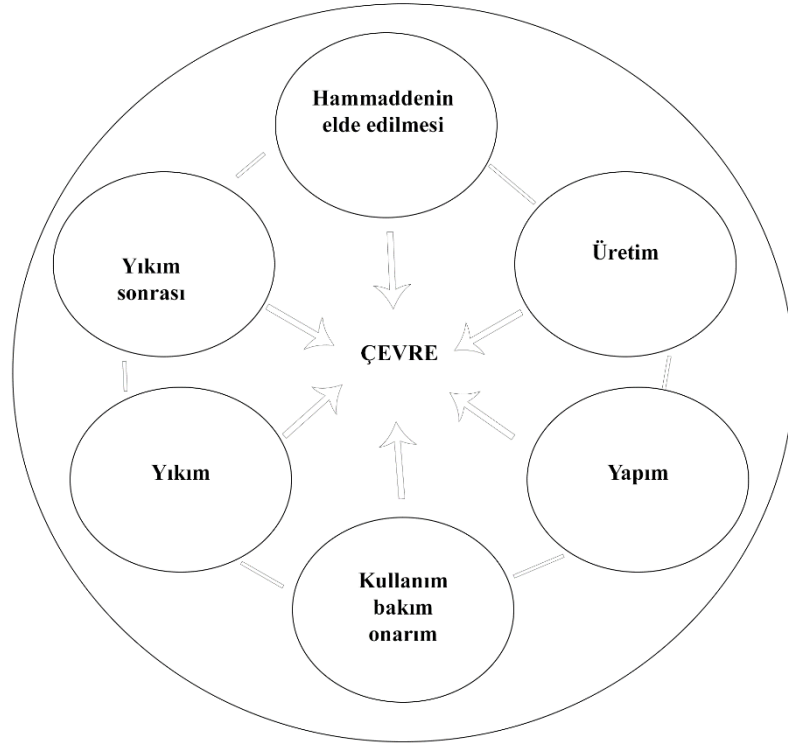 Hammaddenin
elde edilmesi
Üretim
Yapım
Kullanım
bakım
onarım
Yıkım
Yıkım
sonrası
ÇEVRE